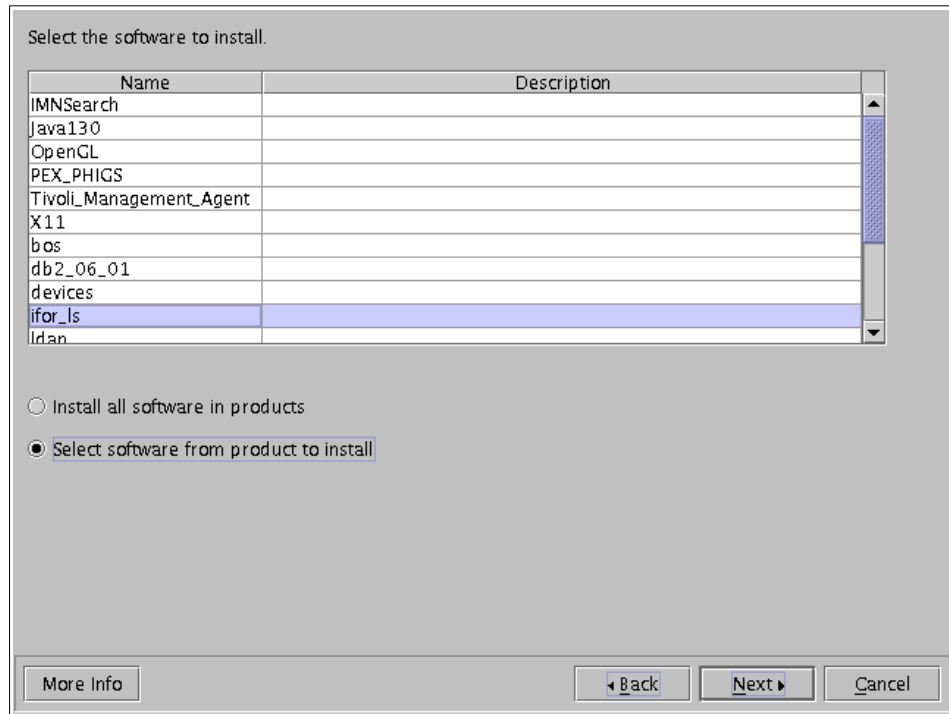 Select the software to install.
Name Description
IMNSearch
Java130
OpenGL
PEX_PHIGS
Tivoli_Management_Agent
X11
bos
db2_06_01
devices
ifor_ls
ldap
Install all software in products
Select software from product to install
More Info
Back Next Cancel